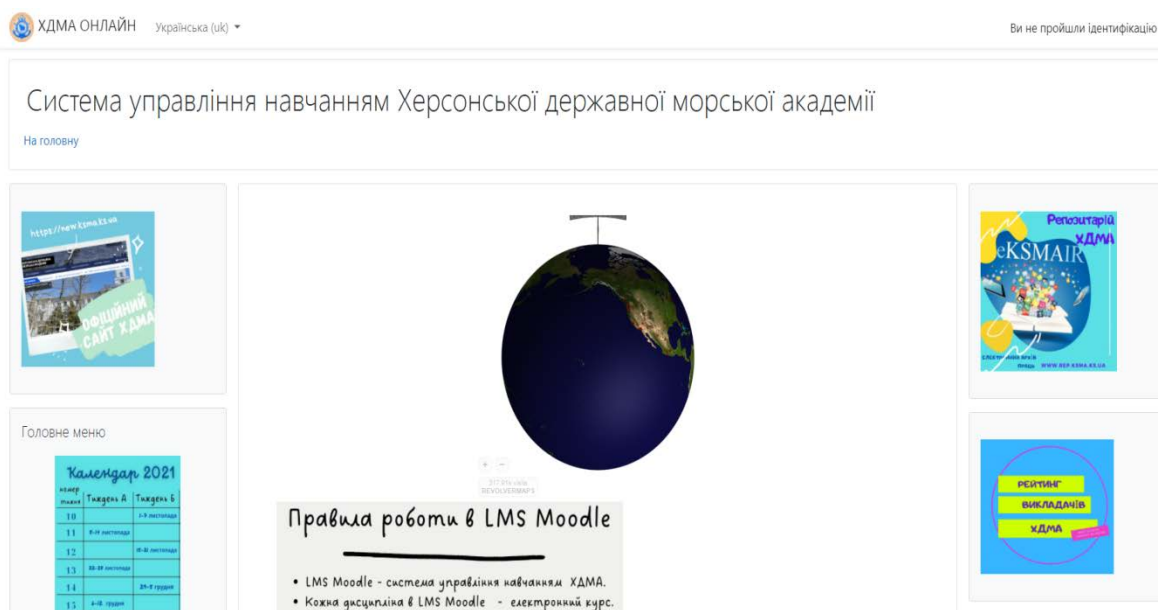 ХДМА ОНЛАЙН
Українська (uk)
Ви не пройшли ідентифікацію
Система управління навчанням Херсонської державної морської академії
На головну
https://new.ksma.ks.ua
ОФІЦІЙНИЙ
САЙТ ХДМА
Головне меню
Календар 2021
номер
тижня
Тиждень А
Тиждень Б
10
11
12
13
14
15
REVOLVERMAPS
Правила роботи в LMS Moodle
• LMS Moodle - система управління навчанням ХДМА.
• Кожна дисципліна в LMS Moodle - електронний курс.
Репозитарій
ХДМА
eKSMAIR
WWW.REP.KSMA.KS.UA
РЕЙТИНГ
ВИКЛАДАЧІВ
ХДМА